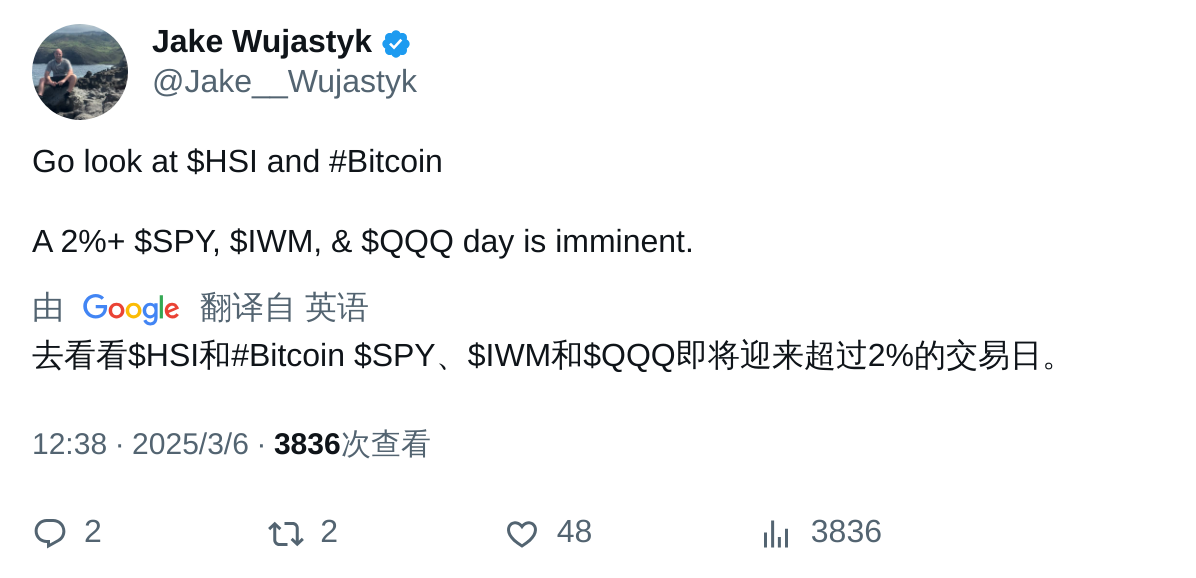 Jake Wujastyk
@Jake__Wujastyk
Go look at $HSI and #Bitcoin
A 2%+ $SPY, $IWM, & $QQQ day is imminent.
由 Google 翻译自 英语
去看看$HSI和#Bitcoin $SPY、$IWM和$QQQ即将迎来超过2%的交易日。
12:38 · 2025/3/6 · 3836次查看
2 2 48 3836